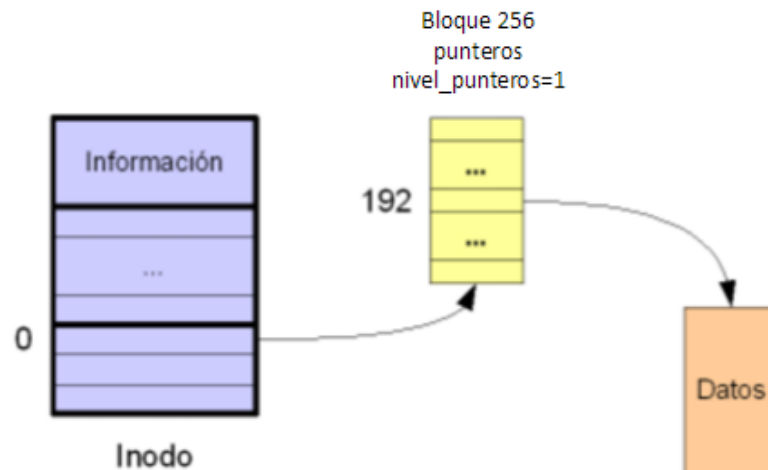 Bloque 256
punteros
nivel_punteros=1
Información
...
192
...
...
0
Datos
Inodo